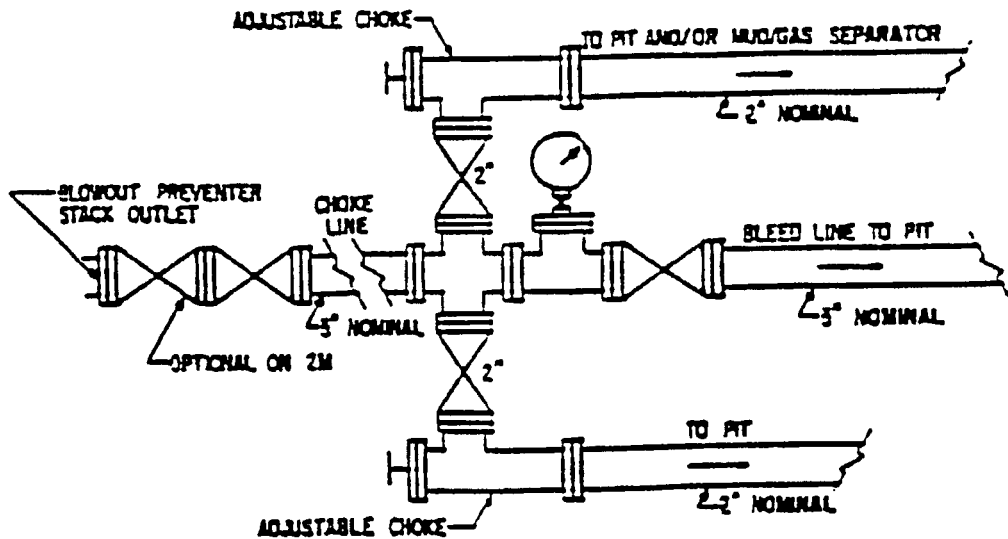 ADJUSTABLE CHOKE
TO PIT AND/OR MUD/GAS SEPARATOR
2" NOMINAL
2"
BLOWOUT PREVENTER
STACK OUTLET
CHOKE
LINE
BLEED LINE TO PIT
3" NOMINAL
3" NOMINAL
OPTIONAL ON 2M
2"
TO PIT
2" NOMINAL
ADJUSTABLE CHOKE